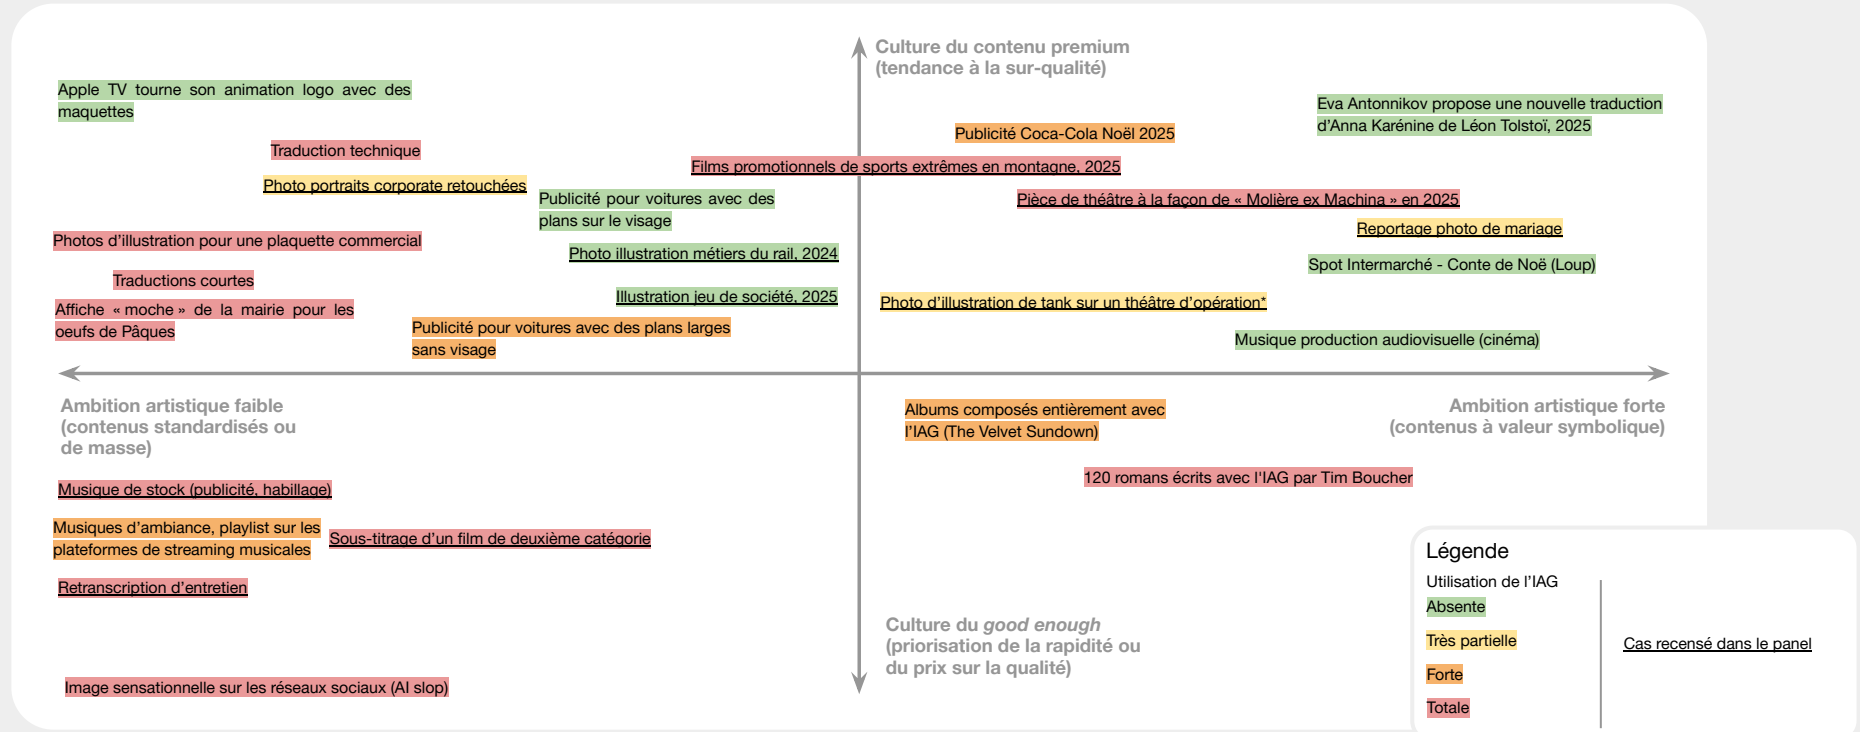 Culture du contenu premium
(tendance à la sur-qualité)
Apple TV tourne son animation logo avec des
maquettes
Eva Antonnikov propose une nouvelle traduction
d'Anna Karénine de Léon Tolstoï, 2025
Publicité Coca-Cola Noël 2025
Traduction technique
Films promotionnels de sports extrêmes en montagne, 2025
Photo portraits corporate retouchées
Publicité pour voitures avec des
plans sur le visage
Pièce de théâtre à la façon de « Molière ex Machina » en 2025
Reportage photo de mariage
Photos d'illustration pour une plaquette commercial
Photo illustration métiers du rail, 2024
Spot Intermarché - Conte de Noë (Loup)
Traductions courtes
Illustration jeu de société, 2025
Photo d'illustration de tank sur un théâtre d'opération*
Affiche « moche » de la mairie pour les
oeufs de Pâques
Publicité pour voitures avec des plans larges
sans visage
Musique production audiovisuelle (cinéma)
Ambition artistique faible
(contenus standardisés ou
de masse)
Albums composés entièrement avec
l'IAG (The Velvet Sundown)
Ambition artistique forte
(contenus à valeur symbolique)
120 romans écrits avec l'IAG par Tim Boucher
Musique de stock (publicité, habillage)
Musiques d'ambiance, playlist sur les
plateformes de streaming musicales
Sous-titrage d'un film de deuxième catégorie
Retranscription d'entretien
Culture du good enough
(priorisation de la rapidité ou
du prix sur la qualité)
Image sensationnelle sur les réseaux sociaux (AI slop)
Légende
Utilisation de l'IAG
Absente
Très partielle
Forte
Totale
Cas recensé dans le panel